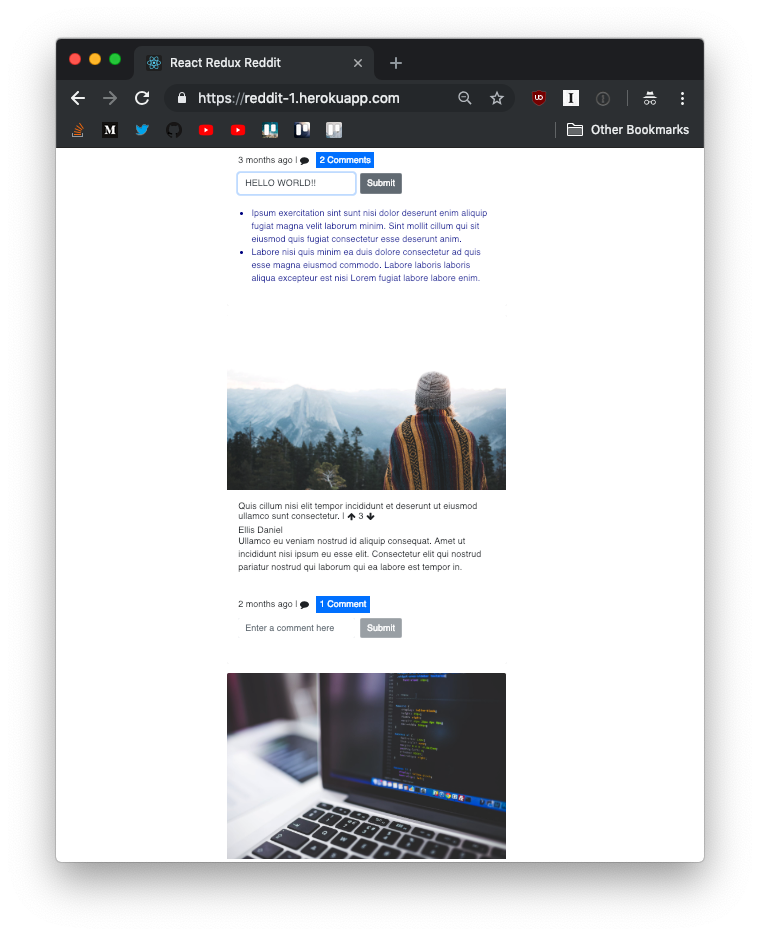 React Redux Reddit
https://reddit-1.herokuapp.com
UD
I
M
Other Bookmarks
3 months ago | 2 Comments
HELLO WORLD!! Submit
Ipsum exercitation sint sunt nisi dolor deserunt enim aliquip
fugiat magna velit laborum minim. Sint mollit cillum qui sit
eiusmod quis fugiat consectetur esse deserunt anim.
Labore nisi quis minim ea duis dolore consectetur ad quis
esse magna eiusmod commodo. Labore laboris laboris
aliqua excepteur est nisi Lorem fugiat labore labore enim.
Quis cillum nisi elit tempor incididunt et deserunt ut eiusmod
ullamco sunt consectetur. | 3
Ellis Daniel
Ullamco eu veniam nostrud id aliquip consequat. Amet ut
incididunt nisi ipsum eu esse elit. Consectetur elit qui nostrud
pariatur nostrud qui laborum qui ea labore est tempor in.
2 months ago | 1 Comment
Enter a comment here Submit